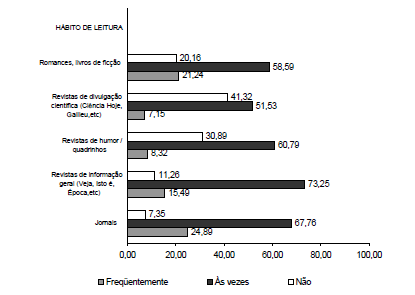 HÁBITO DE LEITURA
Romances, livros de ficção
20,16
58,59
21,24
Revistas de divulgação
científica (Ciência Hoje,
Galileu,etc)
41,32
51,53
7,15
Revistas de humor /
quadrinhos
30,89
60,79
8,32
Revistas de informação
geral (Veja, Isto é,
Época,etc)
11,26
73,25
15,49
Jornais
7,35
67,76
24,89
0,00 20,00 40,00 60,00 80,00 100,00
Freqüentemente Às vezes Não